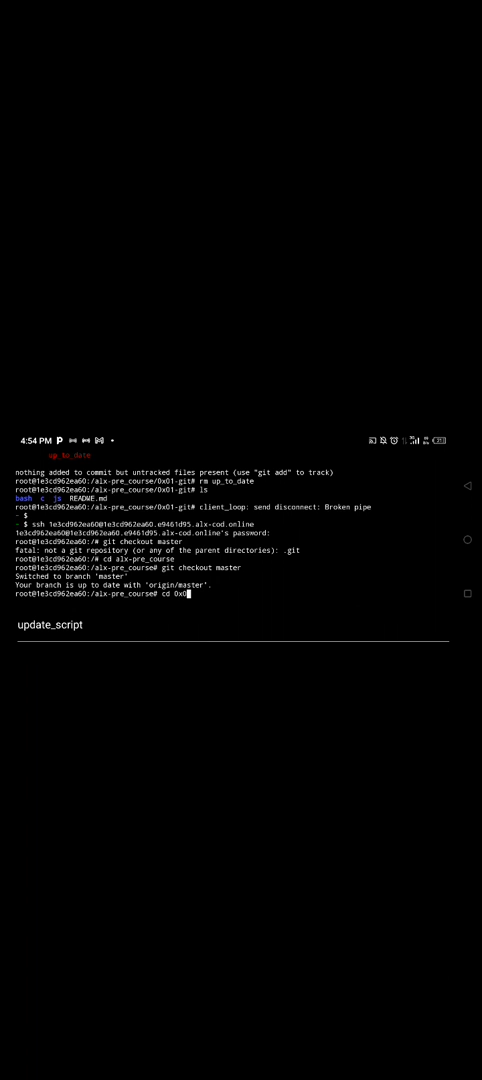 4:54 PM
up_to_date
nothing added to commit but untracked files present (use "git add" to track)
root@1e3cd962ea60:/alx-pre_course/0x01-git# rm up_to_date
root@1e3cd962ea60:/alx-pre_course/0x01-git# ls
bash c js README.md
root@1e3cd962ea60:/alx-pre_course/0x01-git# client_loop: send disconnect: Broken pipe
~ $
~ $ ssh 1e3cd962ea60@1e3cd962ea60.e9461d95.alx-cod.online
1e3cd962ea60@1e3cd962ea60.e9461d95.alx-cod.online's password:
root@1e3cd962ea60:/# git checkout master
fatal: not a git repository (or any of the parent directories): .git
root@1e3cd962ea60:/# cd alx-pre_course
root@1e3cd962ea60:/alx-pre_course# git checkout master
Switched to branch 'master'
Your branch is up to date with 'origin/master'.
root@1e3cd962ea60:/alx-pre_course# cd 0x0
update_script